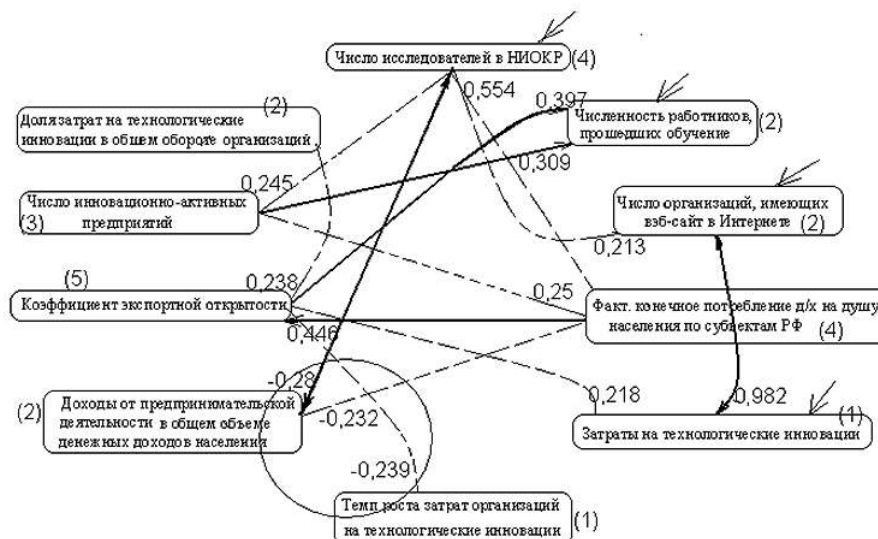 Число исследователей в НИОКР (4)
0,554
0,397
(2)
Доля затрат на технологические
инновации в общем обороте организаций
Численность работников,
прошедших обучение
(2)
0,309
0,245
Число инновационно-активных
предприятий
(3)
Число организаций, имеющих
вэб-сайт в Интернете (2)
0,213
(5)
0,238
Коэффициент экспортной открытости
0,446
0,25
Факт. конечное потребление д/х на душу
населения по субъектам РФ
(4)
-0,28
(2)
Доходы от предпринимательской
деятельности в общем объеме
денежных доходов населения
-0,232
0,218
0,982
(1)
Затраты на технологические инновации
-0,239
Темп роста затрат организаций
на технологические инновации (1)